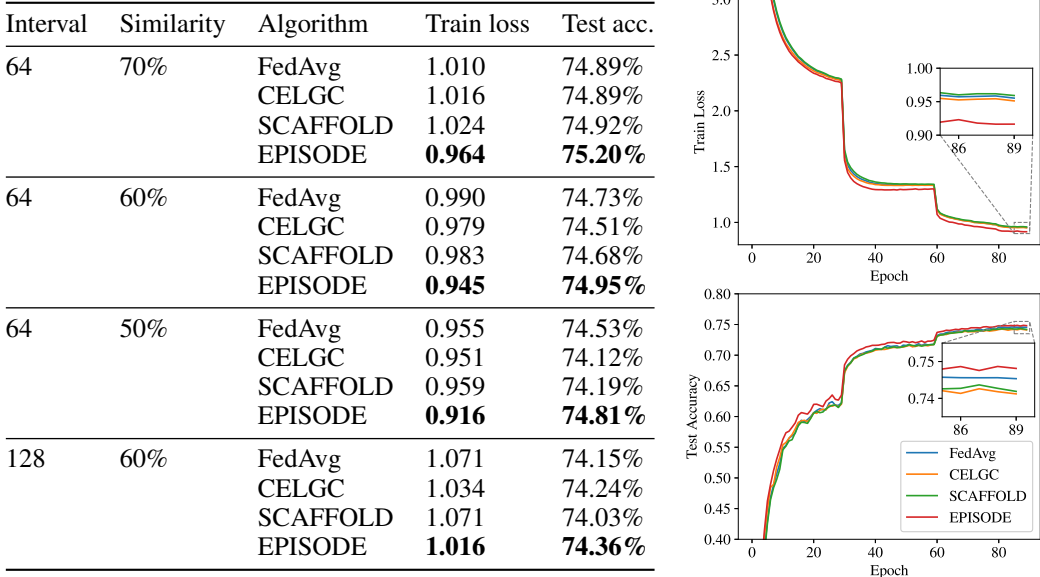 Interval Similarity Algorithm Train loss Test acc.
64 70% FedAvg 1.010 74.89%
CELGC 1.016 74.89%
SCAFFOLD 1.024 74.92%
EPISODE 0.964 75.20%
64 60% FedAvg 0.990 74.73%
CELGC 0.979 74.51%
SCAFFOLD 0.983 74.68%
EPISODE 0.945 74.95%
64 50% FedAvg 0.955 74.53%
CELGC 0.951 74.12%
SCAFFOLD 0.959 74.19%
EPISODE 0.916 74.81%
128 60% FedAvg 1.071 74.15%
CELGC 1.034 74.24%
SCAFFOLD 1.071 74.03%
EPISODE 1.016 74.36%
3.0
2.5
2.0
1.5
1.0
Train Loss
1.00
0.95
0.90
86 89
0 20 40 60 80
Epoch
0.80
0.75
0.70
0.65
0.60
0.55
0.50
0.45
0.40
Test Accuracy
0.75
0.74
86 89
FedAvg
CELGC
SCAFFOLD
EPISODE
0 20 40 60 80
Epoch